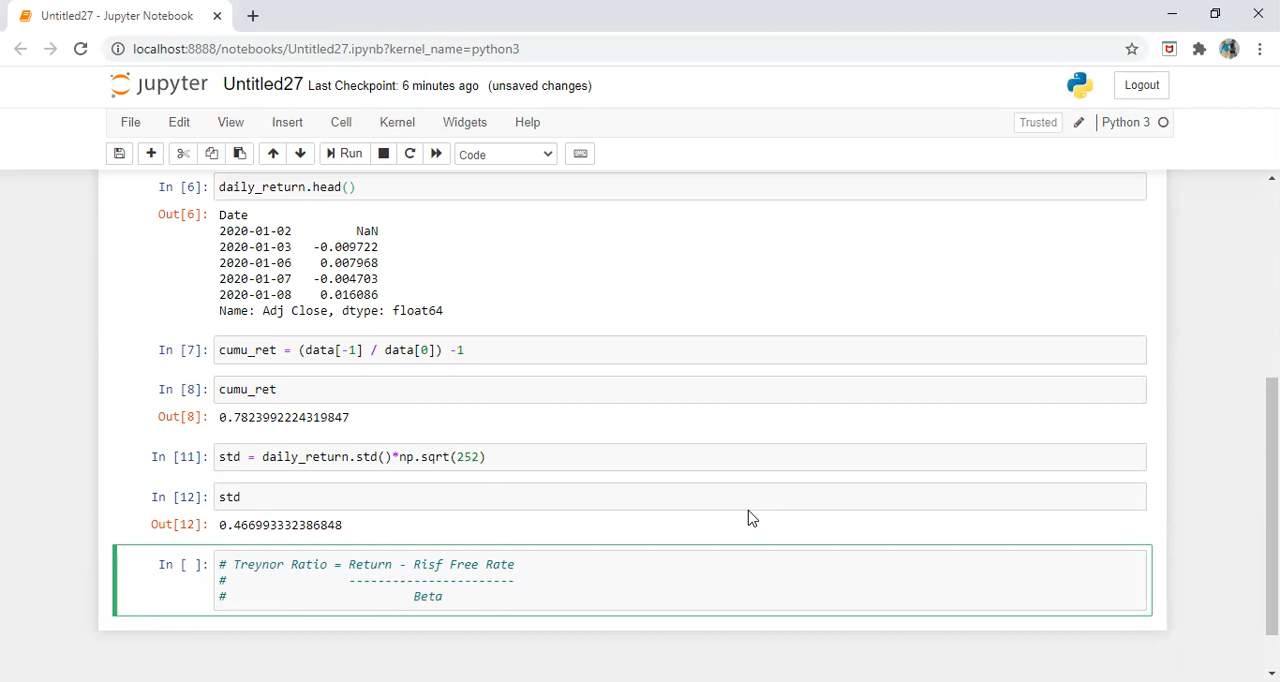 Untitled27 - Jupyter Notebook
localhost:8888/notebooks/Untitled27.ipynb?kernel_name=python3
jupyter Untitled27 Last Checkpoint: 6 minutes ago (unsaved changes) Logout
File Edit View Insert Cell Kernel Widgets Help Trusted Python 3
Run Code
In [6]: daily_return.head()
Out[6]: Date
2020-01-02 NaN
2020-01-03 -0.009722
2020-01-06 0.007968
2020-01-07 -0.004703
2020-01-08 0.016086
Name: Adj Close, dtype: float64
In [7]: cumu_ret = (data[-1] / data[0]) -1
In [8]: cumu_ret
Out[8]: 0.7823992224319847
In [11]: std = daily_return.std()*np.sqrt(252)
In [12]: std
Out[12]: 0.466993332386848
In [ ]: # Treynor Ratio = Return - Risf Free Rate
# -----------------------
# Beta